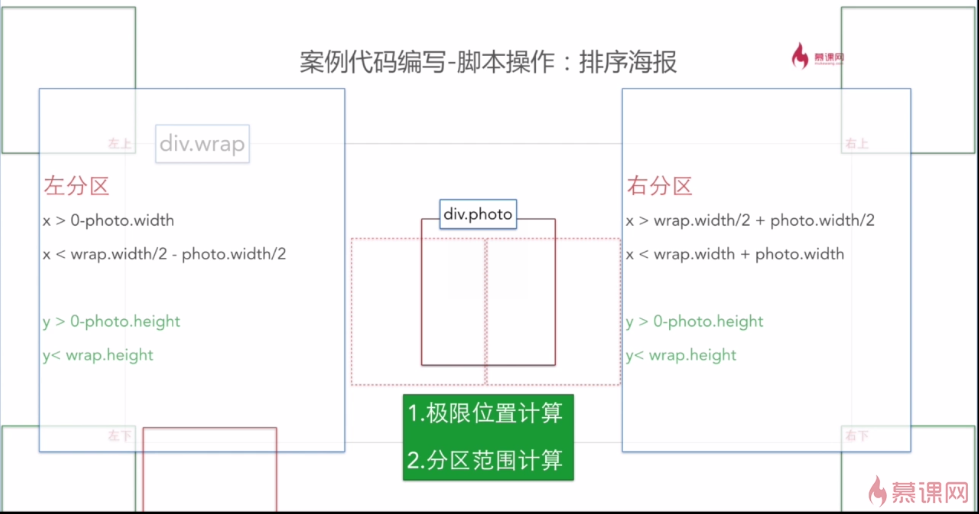 案例代码编写-脚本操作：排序海报
慕课网
左上
div.wrap
右上
左分区
x > 0-photo.width
x < wrap.width/2 - photo.width/2
y > 0-photo.height
y< wrap.height
div.photo
右分区
x > wrap.width/2 + photo.width/2
x < wrap.width + photo.width
y > 0-photo.height
y< wrap.height
1.极限位置计算
2.分区范围计算
左下
右下
慕课网